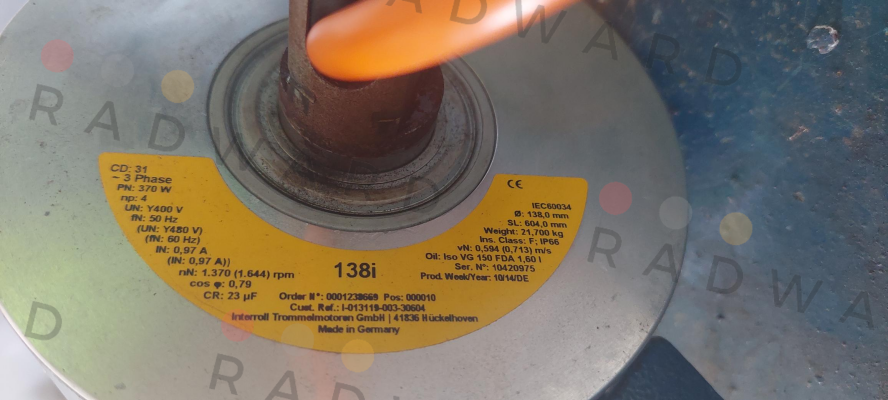 CD: 31
~ 3 Phase
PN: 370 W
np: 4
UN: Y400 V
fN: 50 Hz
(UN: Y480 V)
(fN: 60 Hz)
IN: 0,97 A
(IN: 0,97 A))
nN: 1.370 (1.644) rpm
cos φ: 0,79
CR: 23 µF
138i
CE
IEC60034
Ø: 138,0 mm
SL: 604,0 mm
Weight: 21,700 kg
Ins. Class: F; IP66
vN: 0,594 (0,713) m/s
Oil: Iso VG 150 FDA 1,60 l
Ser. N°: 10420975
Prod. Week/Year: 10/14/DE
Order N°: 0001238669 Pos: 000010
Cust. Ref.: I-013119-003-30604
Interroll Trommelmotoren GmbH | 41836 Hückelhoven
Made in Germany
RADWARD
RADWARD
RAD